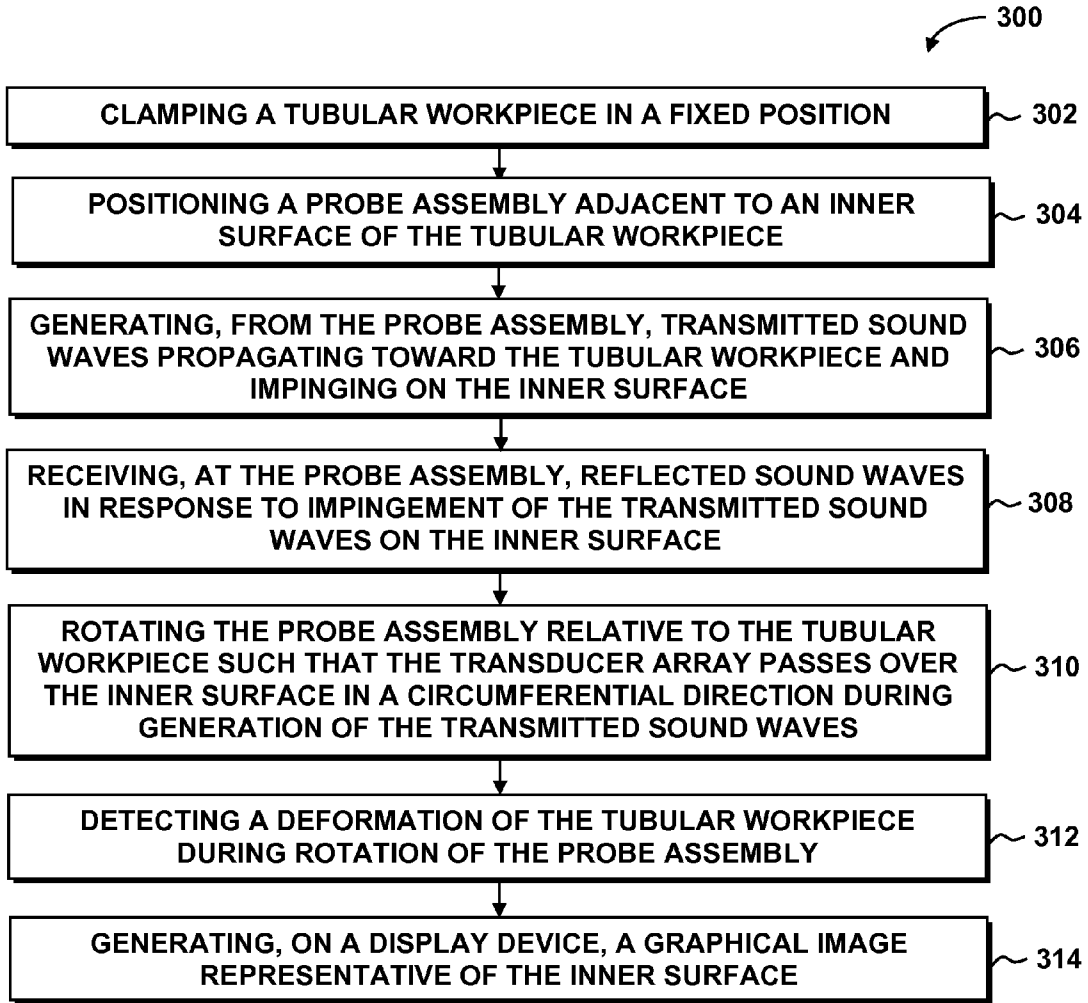 300
CLAMPING A TUBULAR WORKPIECE IN A FIXED POSITION
302
POSITIONING A PROBE ASSEMBLY ADJACENT TO AN INNER
SURFACE OF THE TUBULAR WORKPIECE
304
GENERATING, FROM THE PROBE ASSEMBLY, TRANSMITTED SOUND
WAVES PROPAGATING TOWARD THE TUBULAR WORKPIECE AND
IMPINGING ON THE INNER SURFACE
306
RECEIVING, AT THE PROBE ASSEMBLY, REFLECTED SOUND WAVES
IN RESPONSE TO IMPINGEMENT OF THE TRANSMITTED SOUND
WAVES ON THE INNER SURFACE
308
ROTATING THE PROBE ASSEMBLY RELATIVE TO THE TUBULAR
WORKPIECE SUCH THAT THE TRANSDUCER ARRAY PASSES OVER
THE INNER SURFACE IN A CIRCUMFERENTIAL DIRECTION DURING
GENERATION OF THE TRANSMITTED SOUND WAVES
310
DETECTING A DEFORMATION OF THE TUBULAR WORKPIECE
DURING ROTATION OF THE PROBE ASSEMBLY
312
GENERATING, ON A DISPLAY DEVICE, A GRAPHICAL IMAGE
REPRESENTATIVE OF THE INNER SURFACE
314